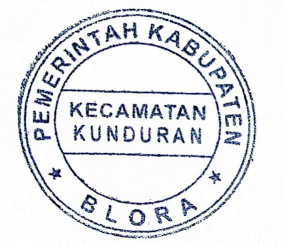 PEMERINTAH KABUPATEN
KECAMATAN
KUNDURAN
BLORA